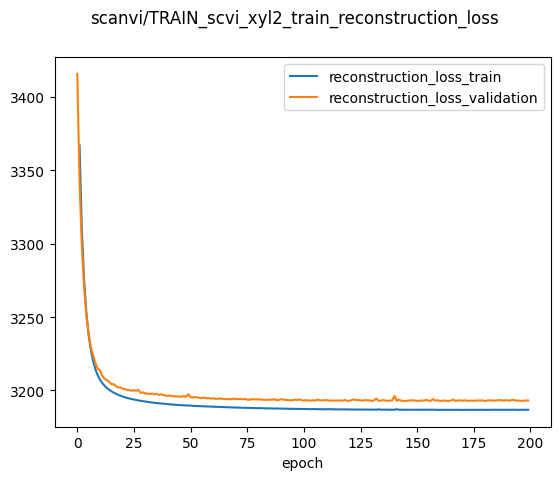 scanvi/TRAIN_scvi_xyl2_train_reconstruction_loss
reconstruction_loss_train
reconstruction_loss_validation
3400
3350
3300
3250
3200
0 25 50 75 100 125 150 175 200
epoch